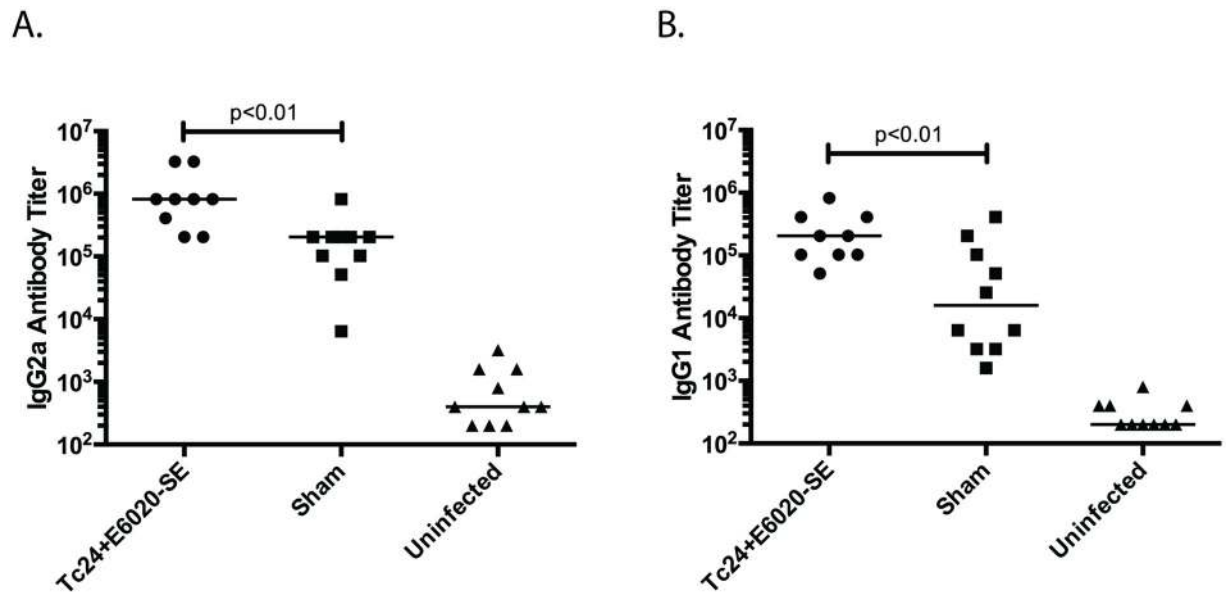 A.
p<0.01
IgG2a Antibody Titer
10⁷
10⁶
10⁵
10⁴
10³
10²
Tc24+E6020-SE
Sham
Uninfected
B.
p<0.01
IgG1 Antibody Titer
10⁷
10⁶
10⁵
10⁴
10³
10²
Tc24+E6020-SE
Sham
Uninfected